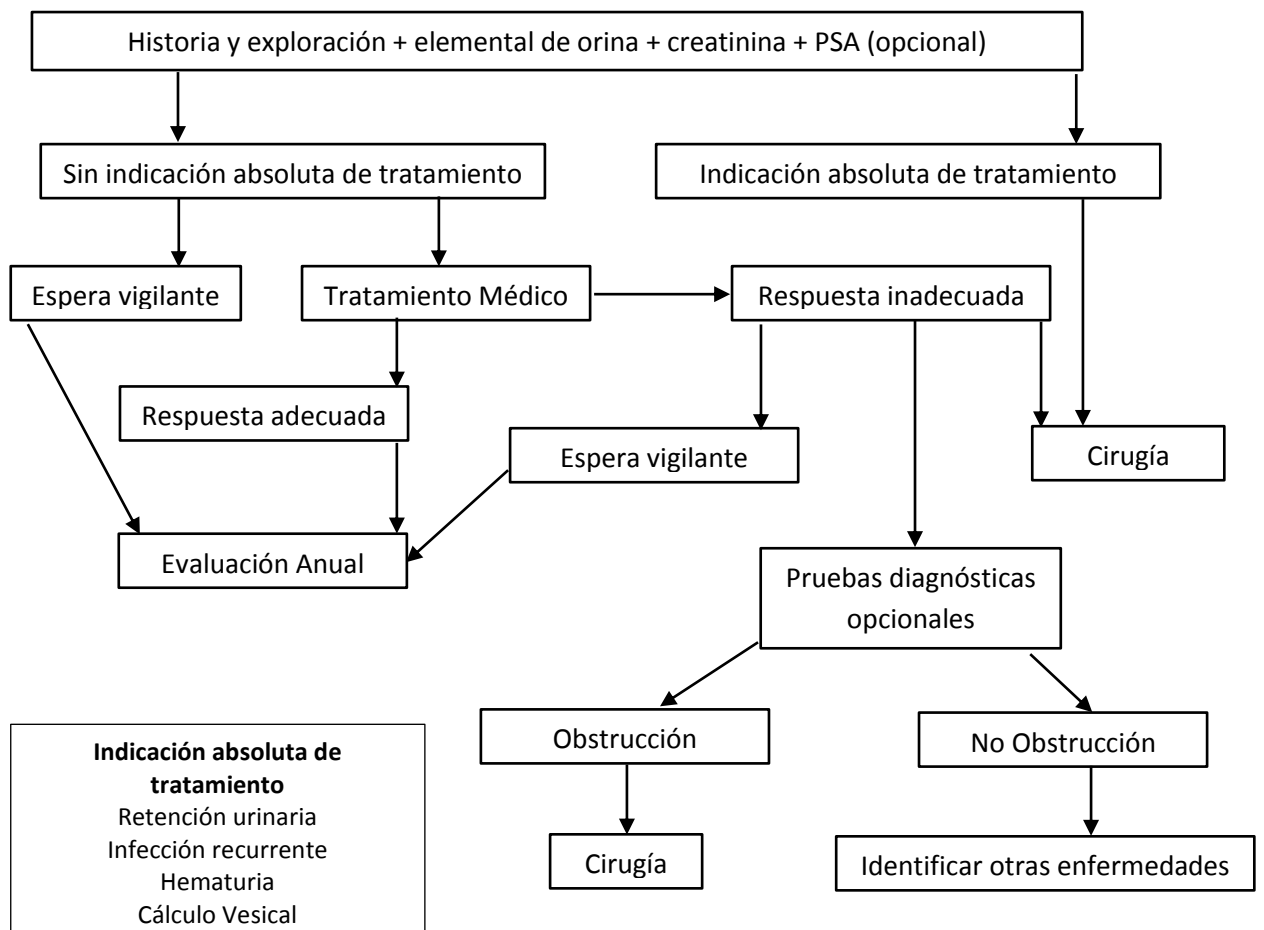 Historia y exploración + elemental de orina + creatinina + PSA (opcional)
Sin indicación absoluta de tratamiento
Indicación absoluta de tratamiento
Espera vigilante
Tratamiento Médico
Respuesta inadecuada
Respuesta adecuada
Espera vigilante
Cirugía
Evaluación Anual
Pruebas diagnósticas
opcionales
Obstrucción
No Obstrucción
Cirugía
Identificar otras enfermedades
Indicación absoluta de
tratamiento
Retención urinaria
Infección recurrente
Hematuria
Cálculo Vesical